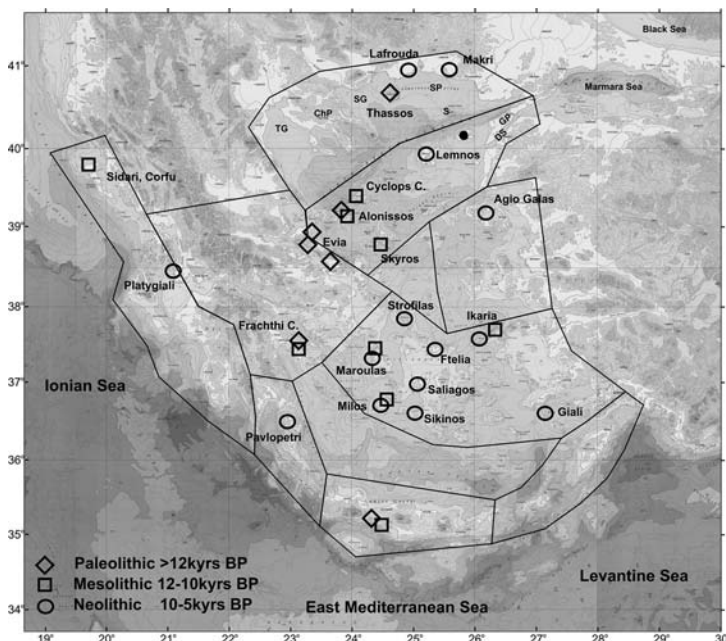 Black Sea
41°
Lafrouda
Makri
Marmara Sea
SP
SG
ChP
Thassos
S-
TG
GP
DS
40°
Lemnos
Sidari, Corfu
Cyclops C.
Agio Galas
Alonissos
39°
Evia
Skyros
Platygiali
38°
Strofilas
Ikaria
Frachthi C.
Ftelia
Maroulas
37°
Ionian Sea
Saliagos
Milos
Sikinos
Giali
Pavlopetri
36°
35°
Paleolithic >12kyrs BP
Mesolithic 12-10kyrs BP
Levantine Sea
Neolithic 10-5kyrs BP
East Mediterranean Sea
34°
19° 20° 21° 22° 23° 24° 25° 26° 27° 28° 29° 30